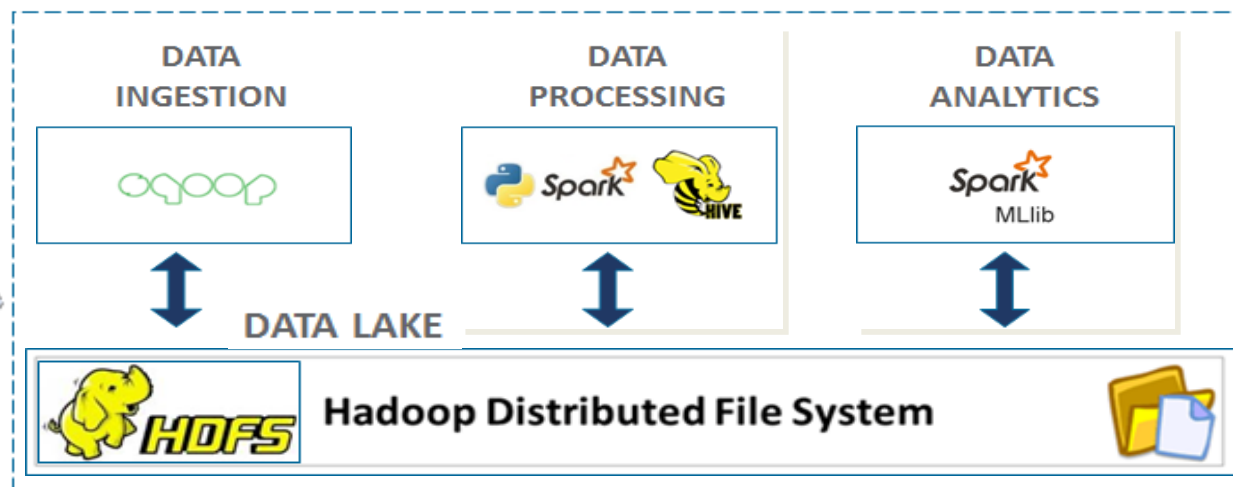 DATA
INGESTION
DATA
PROCESSING
DATA
ANALYTICS
sqoop
Spark
HIVE
Spark
MLlib
DATA LAKE
HDFS
Hadoop Distributed File System